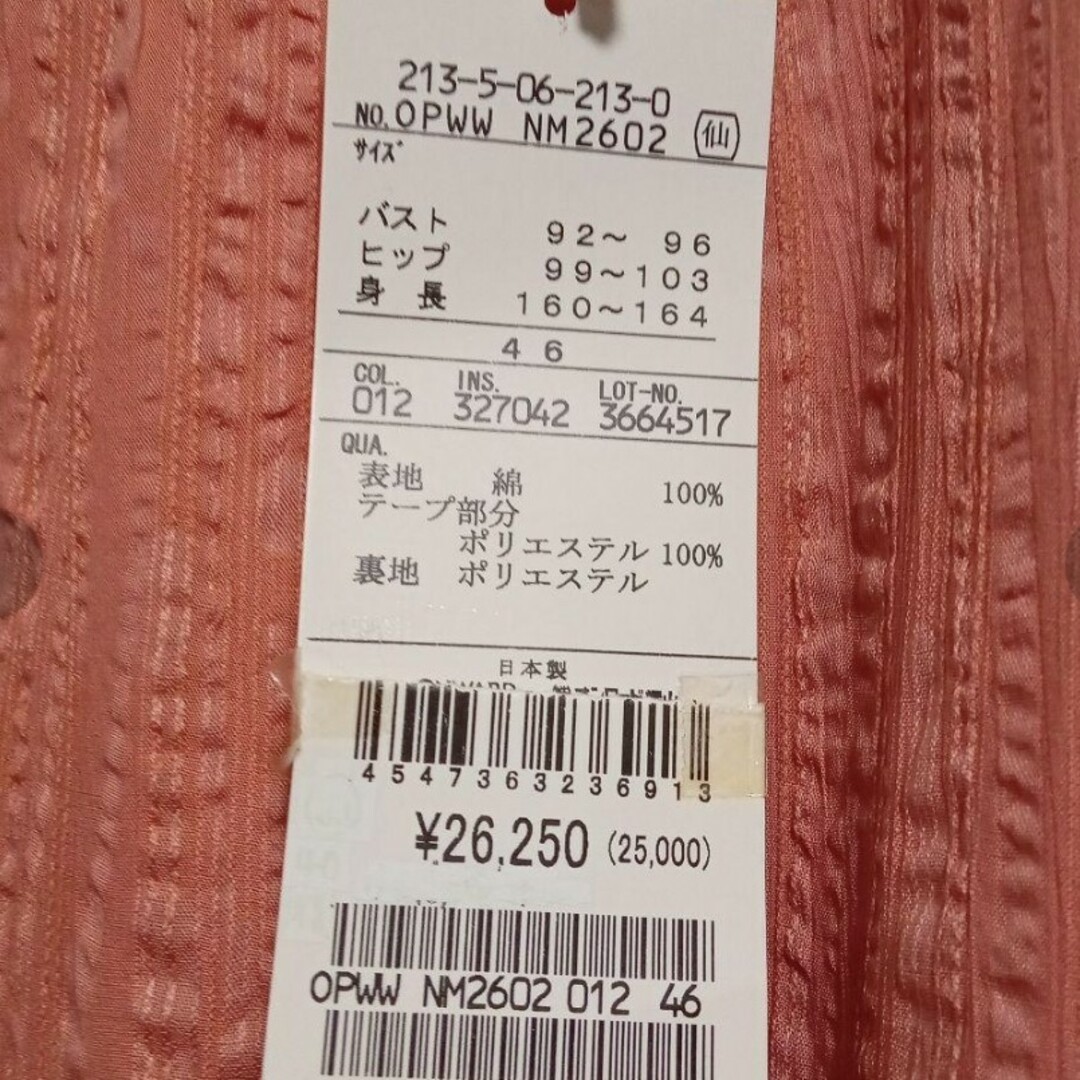 213-5-06-213-0
NO. OPWW NM2602 仙
サイズ
バスト 92～ 96
ヒップ 99～103
身 長 160～164
46
COL. INS. LOT-NO.
012 327042 3664517
QUA.
表地 綿 100%
テープ部分
ポリエステル 100%
裏地 ポリエステル
日本製
4547363236913
¥26,250 (25,000)
OPWW NM2602 012 46